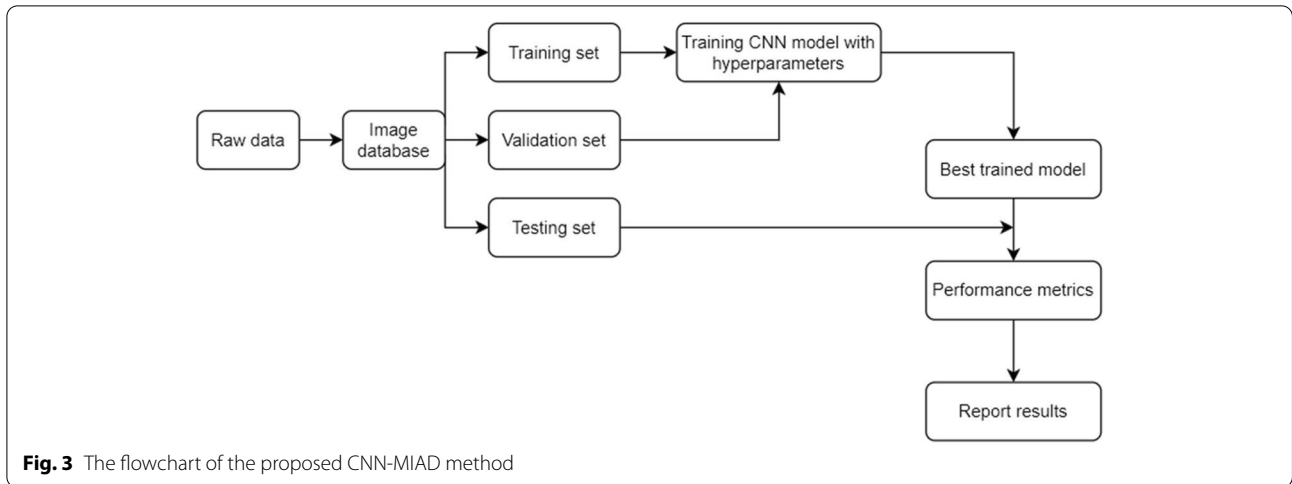 Training set
Training CNN model with
hyperparameters
Raw data
Image
database
Validation set
Best trained model
Testing set
Performance metrics
Report results
Fig. 3 The flowchart of the proposed CNN-MIAD method